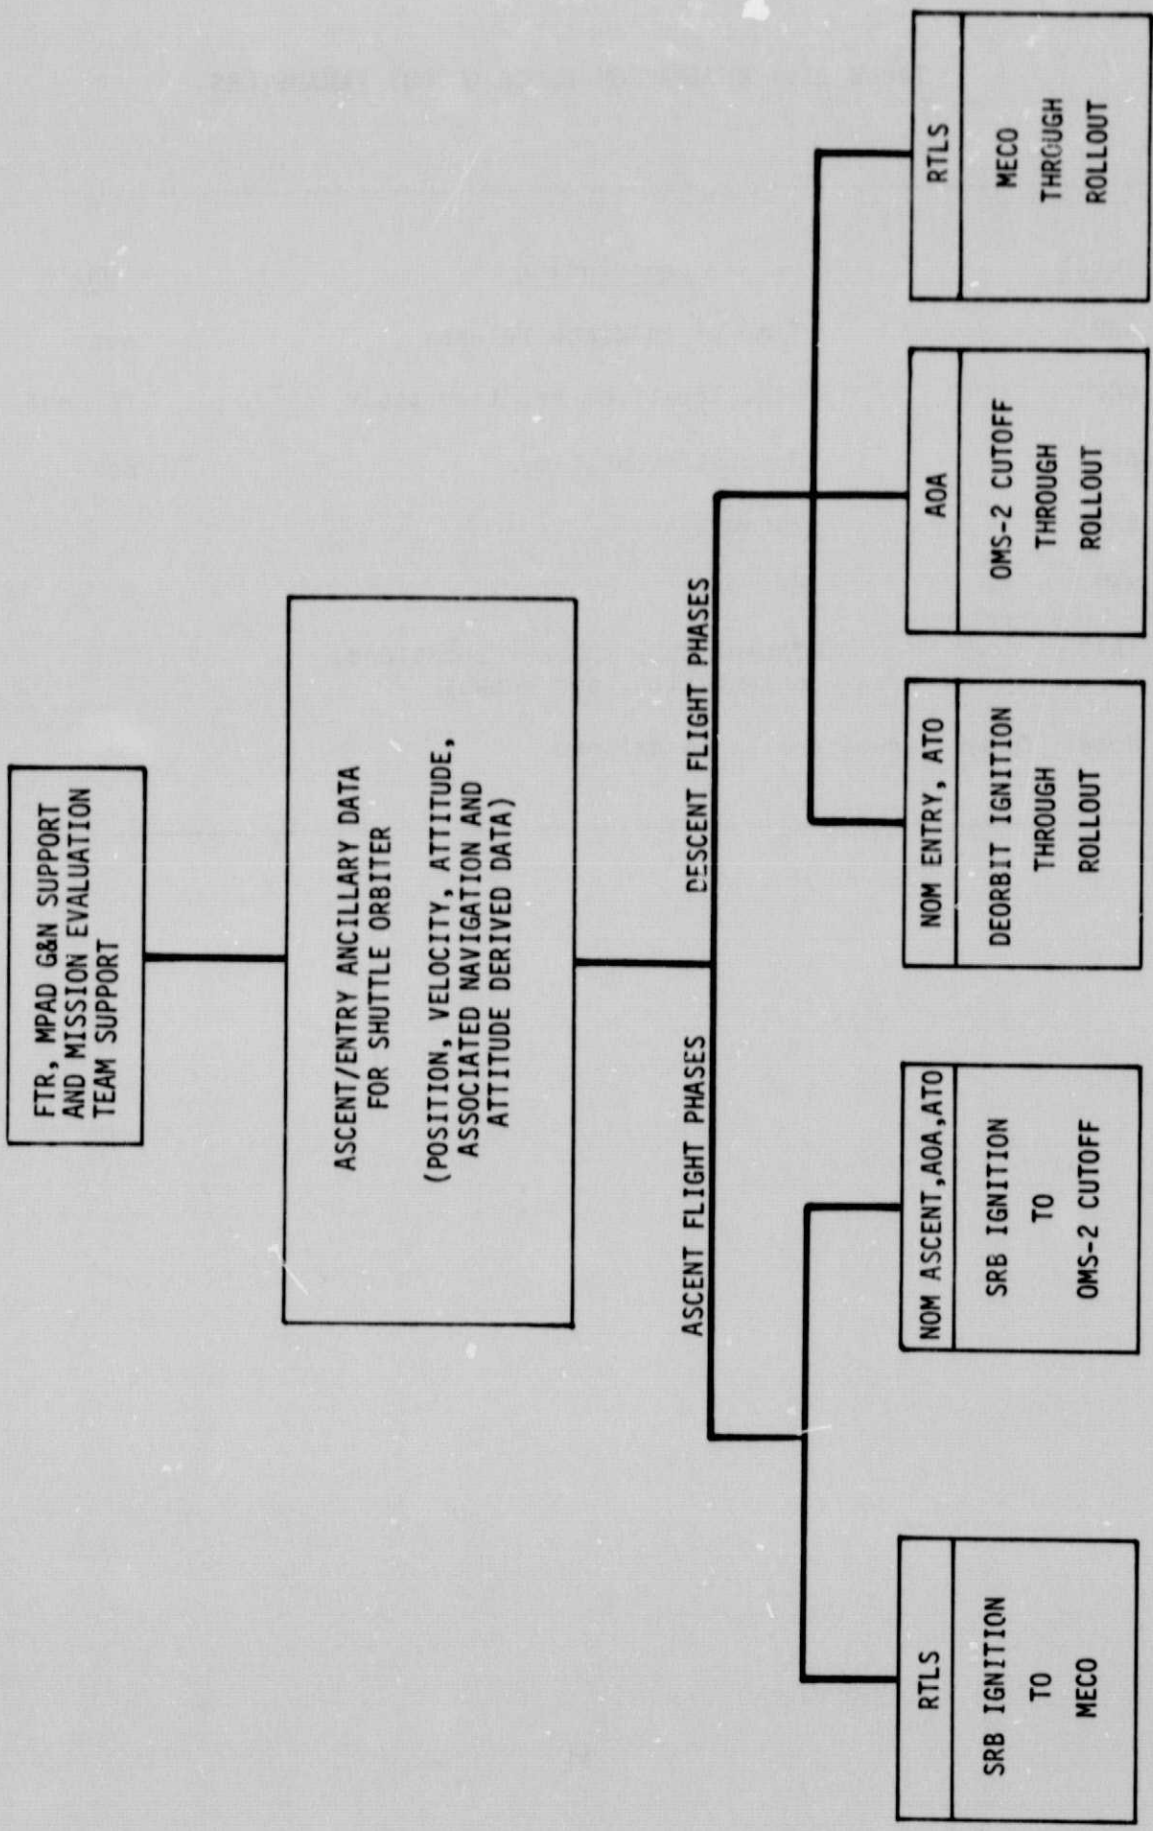 FTR, MPAD G&N SUPPORT
AND MISSION EVALUATION
TEAM SUPPORT
ASCENT/ENTRY ANCILLARY DATA
FOR SHUTTLE ORBITER
(POSITION, VELOCITY, ATTITUDE,
ASSOCIATED NAVIGATION AND
ATTITUDE DERIVED DATA)
ASCENT FLIGHT PHASES
DESCENT FLIGHT PHASES
RTLS
SRB IGNITION
TO
MECO
NOM ASCENT,AOA,ATO
SRB IGNITION
TO
OMS-2 CUTOFF
NOM ENTRY, ATO
DEORBIT IGNITION
THROUGH
ROLLOUT
AOA
OMS-2 CUTOFF
THROUGH
ROLLOUT
RTLS
MECO
THROUGH
ROLLOUT